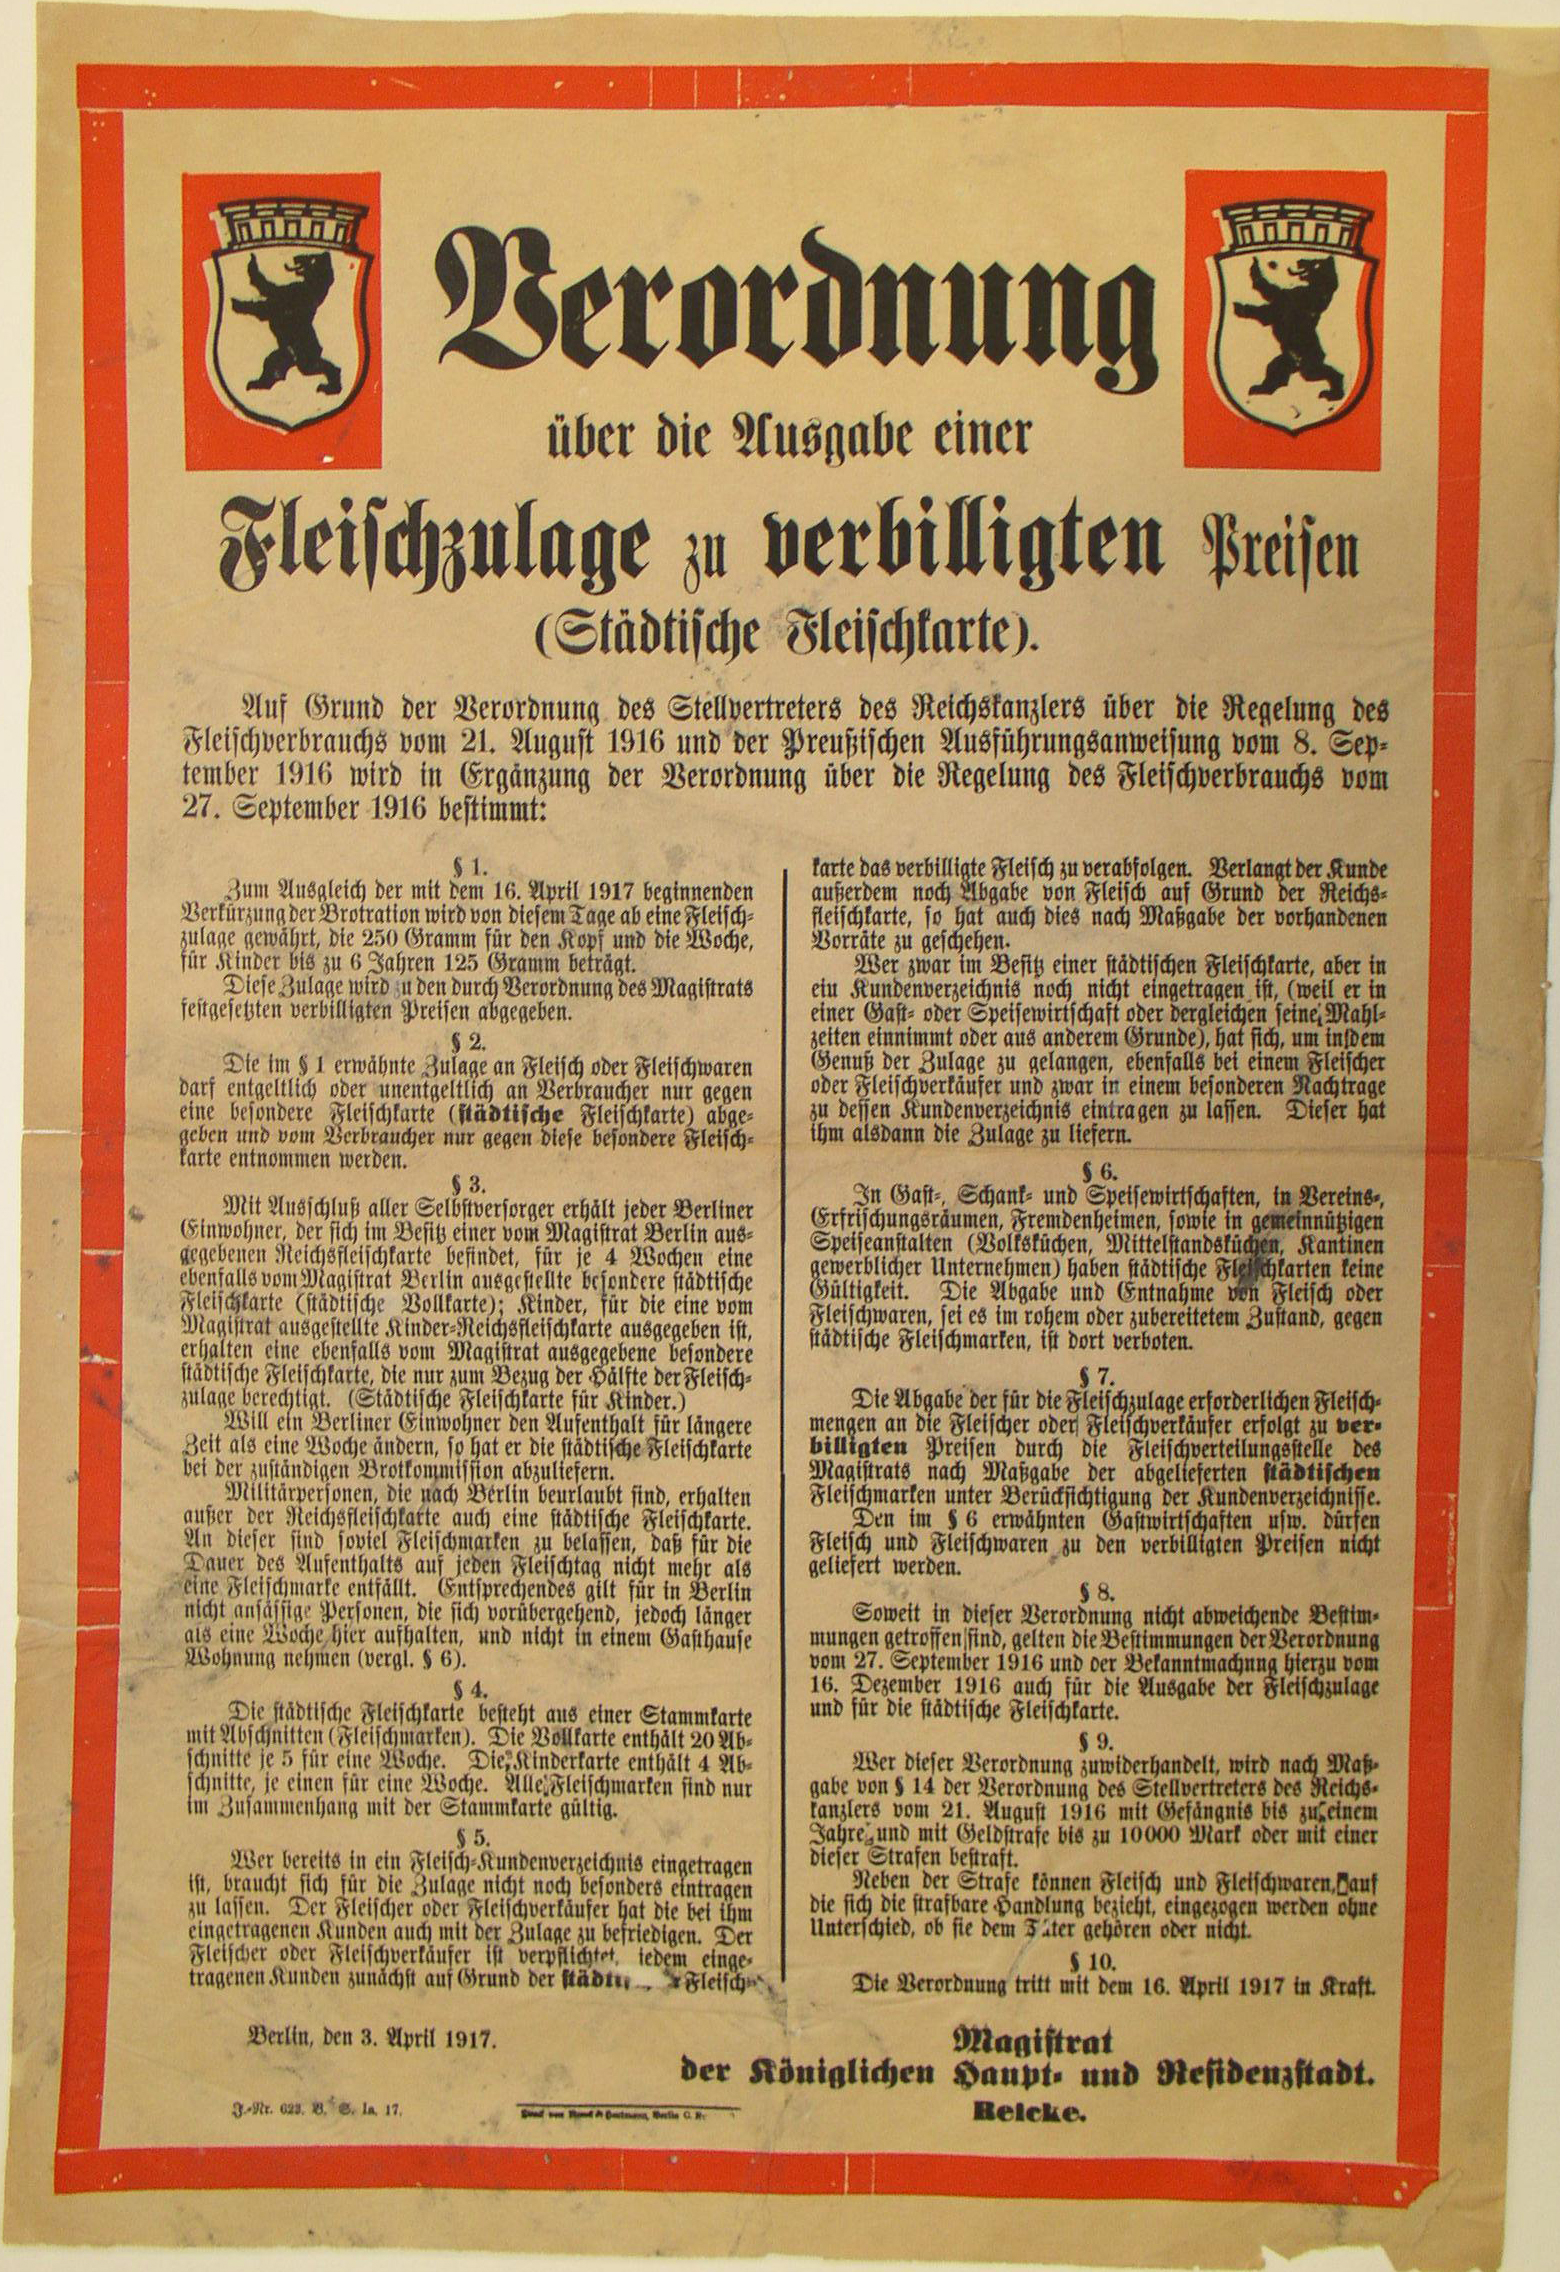 Verordnung
über die Ausgabe einer
Fleischzulage zu verbilligten Preisen
(Städtische Fleischkarte).
Auf Grund der Verordnung des Stellvertreters des Reichskanzlers über die Regelung des
Fleischverbrauchs vom 21. August 1916 und der Preußischen Ausführungsanweisung vom 8. Sep-
tember 1916 wird in Ergänzung der Verordnung über die Regelung des Fleischverbrauchs vom
27. September 1916 bestimmt:
§ 1.
Zum Ausgleich der mit dem 16. April 1917 beginnenden
Verkürzung der Brotration wird von diesem Tage ab eine Fleisch-
zulage gewährt, die 250 Gramm für den Kopf und die Woche,
für Kinder bis zu 6 Jahren 125 Gramm beträgt.
Diese Zulage wird zu den durch Verordnung des Magistrats
festgesetzten verbilligten Preisen abgegeben.
§ 2.
Die im § 1 erwähnte Zulage an Fleisch oder Fleischwaren
darf entgeltlich oder unentgeltlich an Verbraucher nur gegen
eine besondere Fleischkarte (städtische Fleischkarte) abge-
geben und vom Verbraucher nur gegen diese besondere Fleisch-
karte entnommen werden.
§ 3.
Mit Ausschluß aller Selbstversorger erhält jeder Berliner
Einwohner, der sich im Besitz einer vom Magistrat Berlin aus-
gegebenen Reichsfleischkarte befindet, für je 4 Wochen eine
ebenfalls vom Magistrat Berlin ausgestellte besondere städtische
Fleischkarte (städtische Vollkarte); Kinder, für die eine vom
Magistrat ausgestellte Kinder-Reichsfleischkarte ausgegeben ist,
erhalten eine ebenfalls vom Magistrat ausgegebene besondere
städtische Fleischkarte, die nur zum Bezug der Hälfte der Fleisch-
zulage berechtigt. (Städtische Fleischkarte für Kinder.)
Will ein Berliner Einwohner den Aufenthalt für längere
Zeit als eine Woche ändern, so hat er die städtische Fleischkarte
bei der zuständigen Brotkommission abzuliefern.
Militärpersonen, die nach Berlin beurlaubt sind, erhalten
außer der Reichsfleischkarte auch eine städtische Fleischkarte.
An dieser sind soviel Fleischmarken zu belassen, daß für die
Dauer des Aufenthalts auf jeden Fleischtag nicht mehr als
eine Fleischmarke entfällt. Entsprechendes gilt für in Berlin
nicht ansässige Personen, die sich vorübergehend, jedoch länger
als eine Woche hier aufhalten, und nicht in einem Gasthause
Wohnung nehmen (vergl. § 6).
§ 4.
Die städtische Fleischkarte besteht aus einer Stammkarte
mit Abschnitten (Fleischmarken). Die Vollkarte enthält 20 Ab-
schnitte je 5 für eine Woche. Die Kinderkarte enthält 4 Ab-
schnitte, je einen für eine Woche. Alle Fleischmarken sind nur
im Zusammenhang mit der Stammkarte gültig.
§ 5.
Wer bereits in ein Fleisch-Kundenverzeichnis eingetragen
ist, braucht sich für die Zulage nicht noch besonders eintragen
zu lassen. Der Fleischer oder Fleischverkäufer hat die bei ihm
eingetragenen Kunden auch mit der Zulage zu befriedigen. Der
Fleischer oder Fleischverkäufer ist verpflichtet, jedem einge-
tragenen Kunden zunächst auf Grund der Fleisch-
karte das verbilligte Fleisch zu verabfolgen. Verlangt der Kunde
außerdem noch Abgabe von Fleisch auf Grund der Reichs-
fleischkarte, so hat auch dies nach Maßgabe der vorhandenen
Vorräte zu geschehen.
Wer zwar im Besitz einer städtischen Fleischkarte, aber in
ein Kundenverzeichnis noch nicht eingetragen ist, (weil er in
einer Gast- oder Speisewirtschaft oder dergleichen seine Mahl-
zeiten einnimmt oder aus anderem Grunde), hat sich, um in dem
Genuß der Zulage zu gelangen, ebenfalls bei einem Fleischer
oder Fleischverkäufer und zwar in einem besonderen Nachtrage
zu dessen Kundenverzeichnis eintragen zu lassen. Dieser hat
ihm alsdann die Zulage zu liefern.
§ 6.
In Gast-, Schank- und Speisewirtschaften, in Vereins-,
Erfrischungsräumen, Fremdenheimen, sowie in gemeinnützigen
Speiseanstalten (Volksküchen, Mittelstandsküchen, Kantinen
gewerblicher Unternehmen) haben städtische Fleischkarten keine
Gültigkeit. Die Abgabe und Entnahme von Fleisch oder
Fleischwaren, sei es im rohem oder zubereitetem Zustand, gegen
städtische Fleischmarken, ist dort verboten.
§ 7.
Die Abgabe der für die Fleischzulage erforderlichen Fleisch-
mengen an die Fleischer oder Fleischverkäufer erfolgt zu ver-
billigten Preisen durch die Fleischverteilungsstelle des
Magistrats nach Maßgabe der abgelieferten städtischen
Fleischmarken unter Berücksichtigung der Kundenverzeichnisse.
Den im § 6 erwähnten Gastwirtschaften usw. dürfen
Fleisch und Fleischwaren zu den verbilligten Preisen nicht
geliefert werden.
§ 8.
Soweit in dieser Verordnung nicht abweichende Bestim-
mungen getroffen sind, gelten die Bestimmungen der Verordnung
vom 27. September 1916 und der Bekanntmachung hierzu vom
16. Dezember 1916 auch für die Ausgabe der Fleischzulage
und für die städtische Fleischkarte.
§ 9.
Wer dieser Verordnung zuwiderhandelt, wird nach Maß-
gabe von § 14 der Verordnung des Stellvertreters des Reichs-
kanzlers vom 21. August 1916 mit Gefängnis bis zu einem
Jahre und mit Geldstrafe bis zu 10000 Mark oder mit einer
dieser Strafen bestraft.
Neben der Strafe können Fleisch und Fleischwaren, auf
die sich die strafbare Handlung bezieht, eingezogen werden ohne
Unterschied, ob sie dem Täter gehören oder nicht.
§ 10.
Die Verordnung tritt mit dem 16. April 1917 in Kraft.
Berlin, den 3. April 1917.
Magistrat
der Königlichen Haupt- und Residenzstadt.
Reicke.
J.-Nr. 623. B. S. Ia. 17.